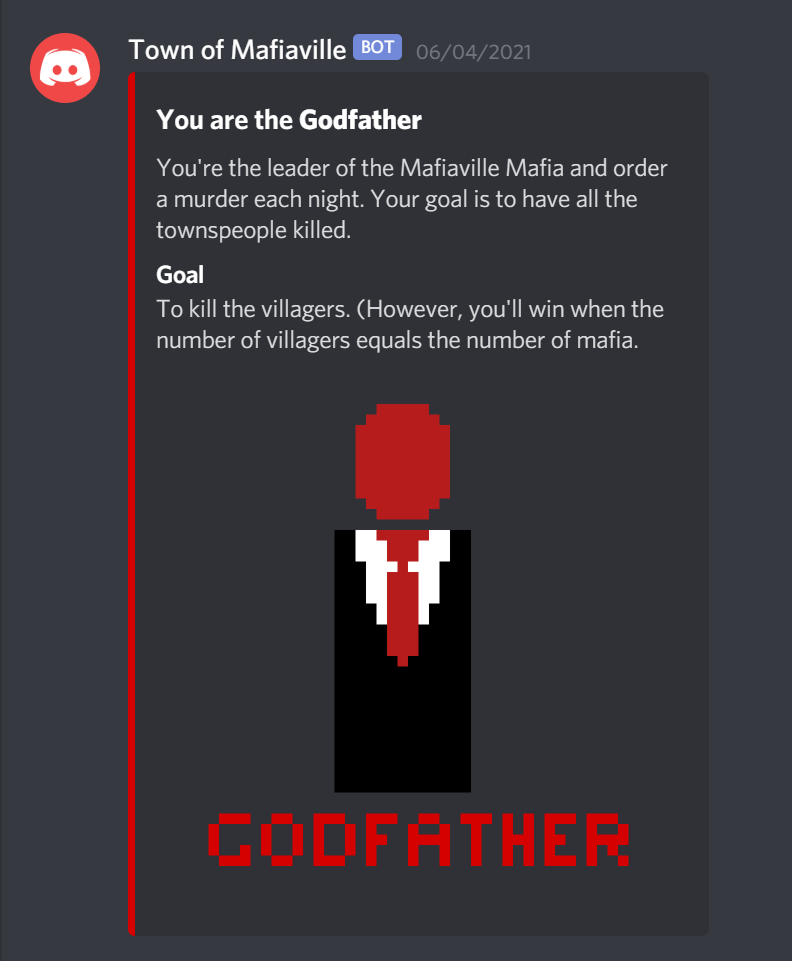 Town of Mafiaville BOT 06/04/2021
You are the Godfather
You're the leader of the Mafiaville Mafia and order
a murder each night. Your goal is to have all the
townspeople killed.
Goal
To kill the villagers. (However, you'll win when the
number of villagers equals the number of mafia.
GODFATHER